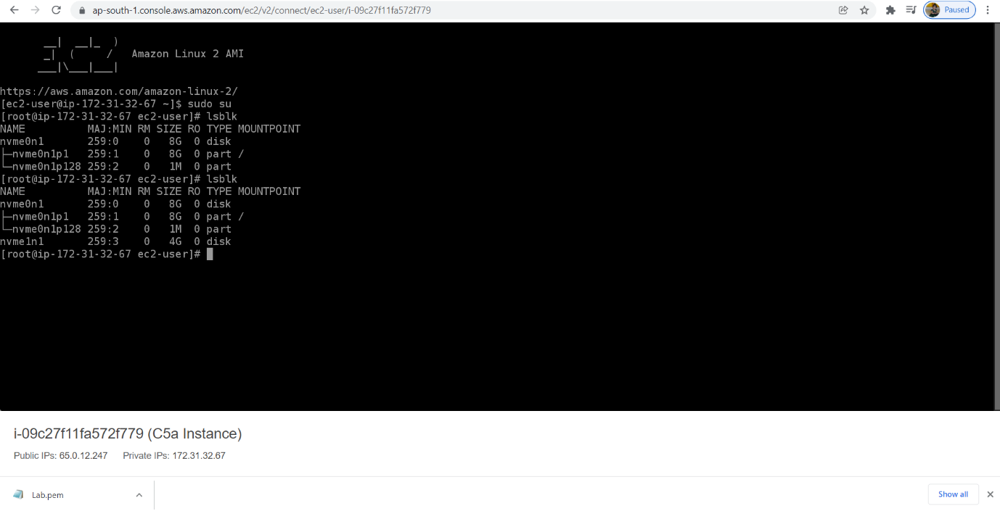 ap-south-1.console.aws.amazon.com/ec2/v2/connect/ec2-user/i-09c27f11fa572f779
Paused
       __|  __|_  )
       _|  (     /   Amazon Linux 2 AMI
      ___|\___|___|
https://aws.amazon.com/amazon-linux-2/
[ec2-user@ip-172-31-32-67 ~]$ sudo su
[root@ip-172-31-32-67 ec2-user]# lsblk
NAME          MAJ:MIN RM SIZE RO TYPE MOUNTPOINT
nvme0n1       259:0    0   8G  0 disk
├─nvme0n1p1   259:1    0   8G  0 part /
└─nvme0n1p128 259:2    0   1M  0 part
[root@ip-172-31-32-67 ec2-user]# lsblk
NAME          MAJ:MIN RM SIZE RO TYPE MOUNTPOINT
nvme0n1       259:0    0   8G  0 disk
├─nvme0n1p1   259:1    0   8G  0 part /
└─nvme0n1p128 259:2    0   1M  0 part
nvme1n1       259:3    0   4G  0 disk
[root@ip-172-31-32-67 ec2-user]#
i-09c27f11fa572f779 (C5a Instance)
Public IPs: 65.0.12.247 Private IPs: 172.31.32.67
Lab.pem
Show all